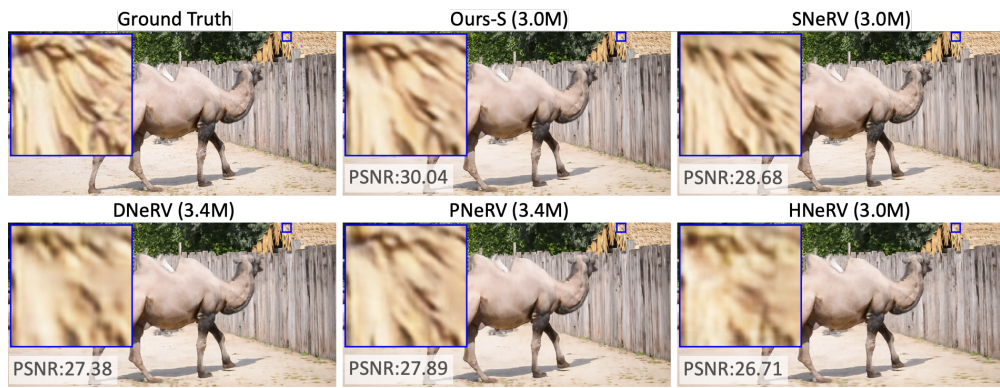 Ground Truth
Ours-S (3.0M)
SNeRV (3.0M)
PSNR:30.04
PSNR:28.68
DNeRV (3.4M)
PNeRV (3.4M)
HNeRV (3.0M)
PSNR:27.38
PSNR:27.89
PSNR:26.71